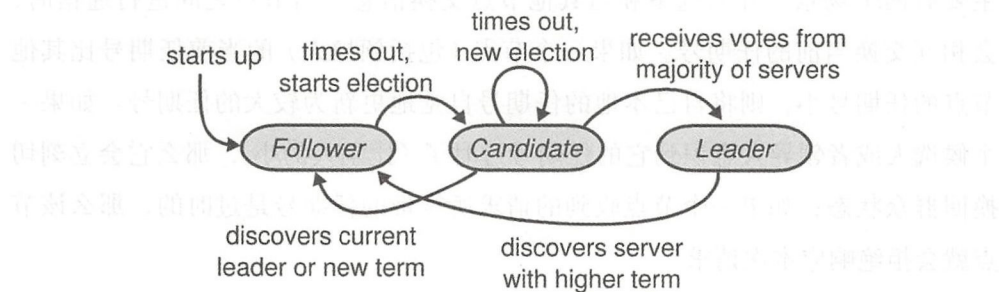 starts up
times out,
starts election
times out,
new election
receives votes from
majority of servers
Follower
Candidate
Leader
discovers current
leader or new term
discovers server
with higher term